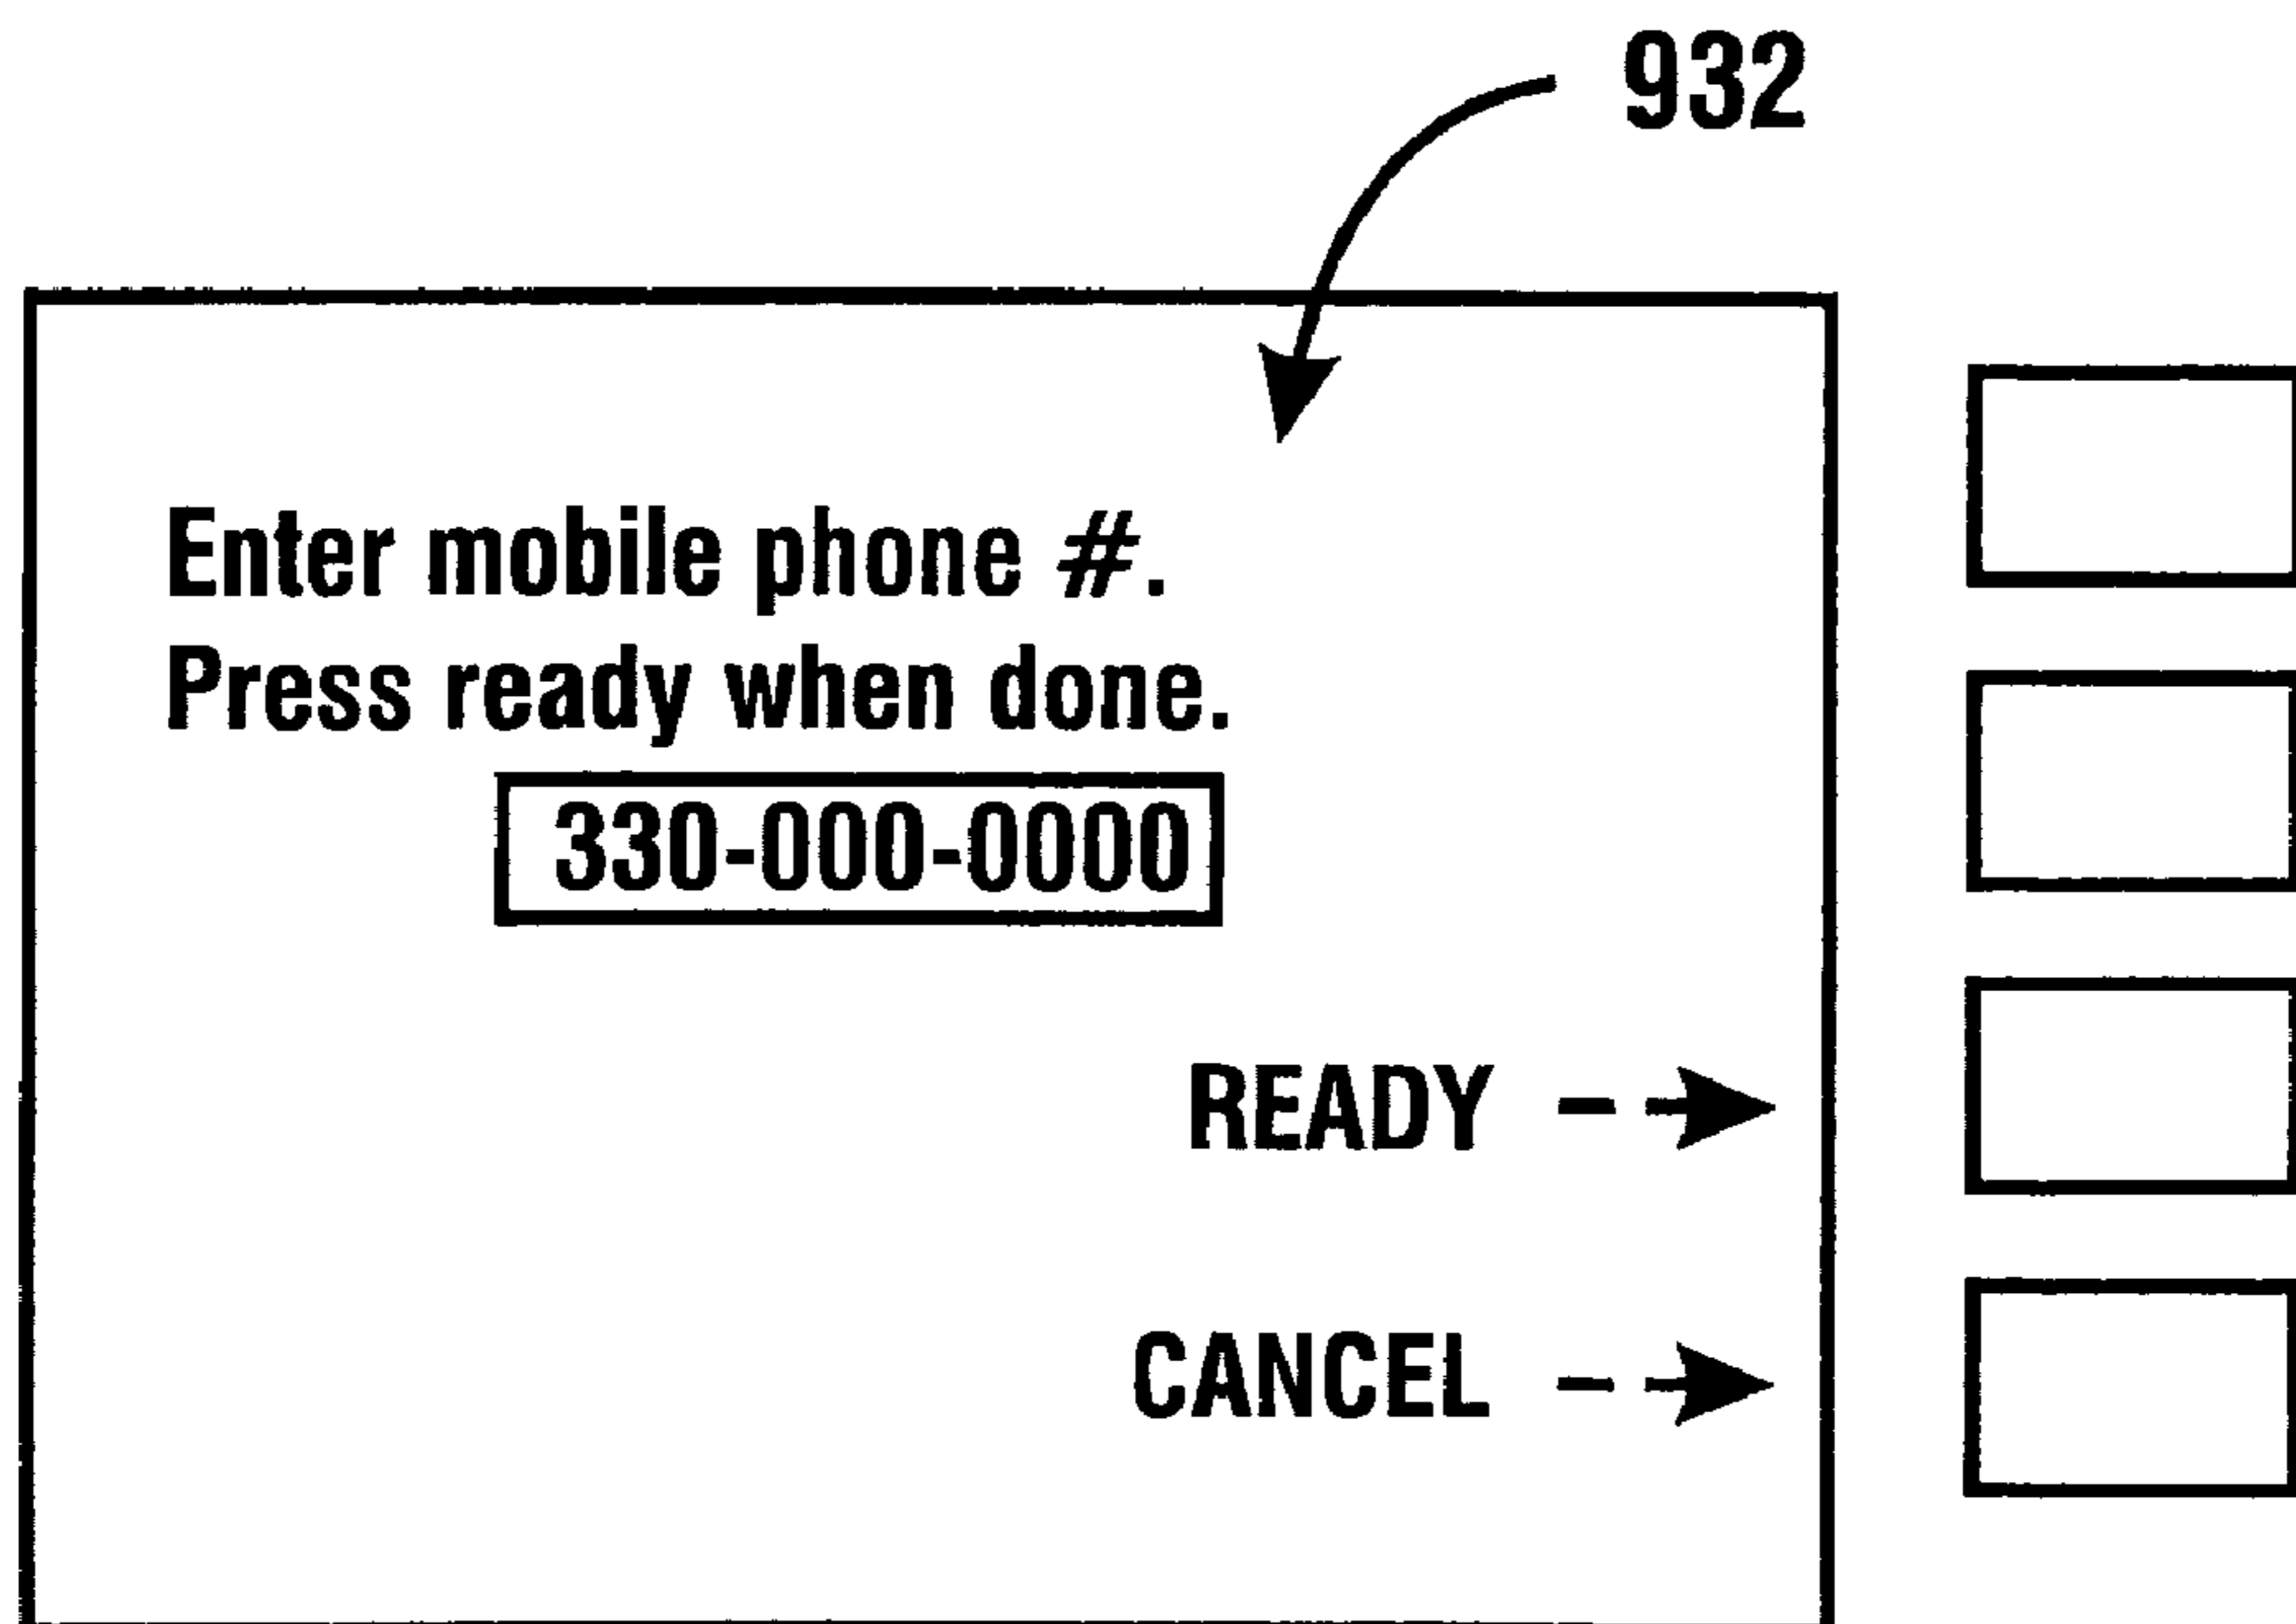 932
Enter mobile phone #.
Press ready when done.
330-000-0000
READY
CANCEL